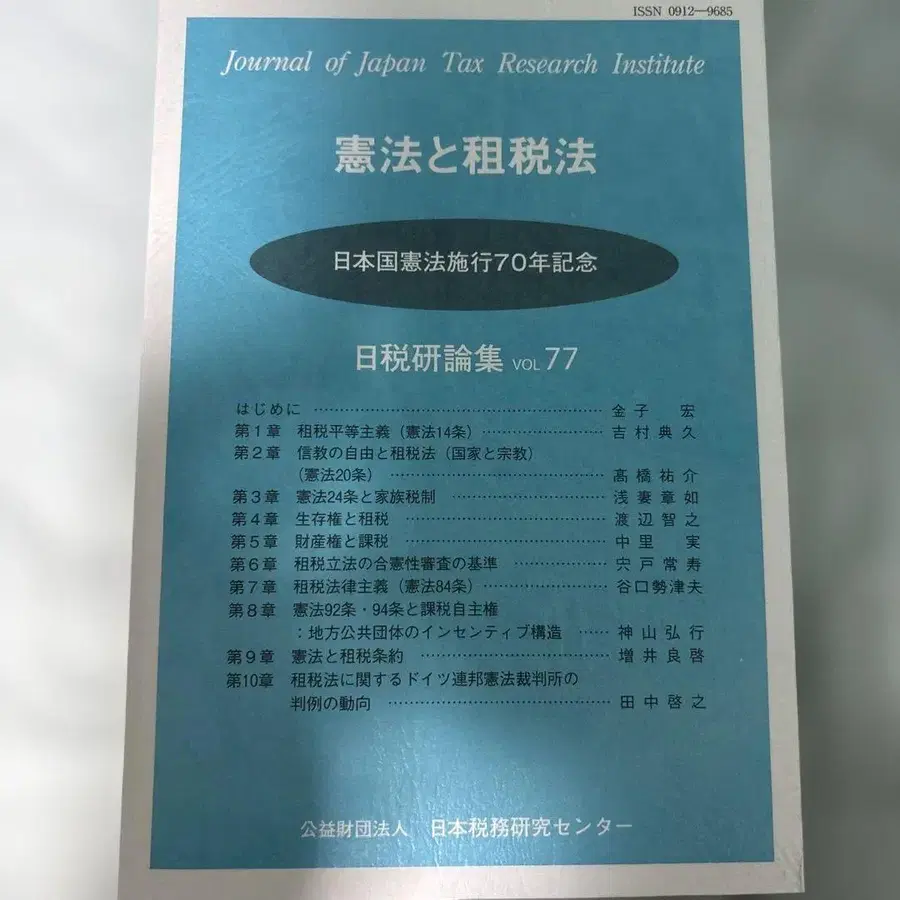 ISSN 0912—9685
Journal of Japan Tax Research Institute
憲法と租税法
日本国憲法施行70年記念
日税研論集 VOL 77
はじめに …………………………………………… 金子　宏
第1章　租税平等主義（憲法14条）…………………… 吉村典久
第2章　信教の自由と租税法（国家と宗教）
（憲法20条）………………………………… 髙橋祐介
第3章　憲法24条と家族税制 ……………………… 浅妻章如
第4章　生存権と租税 ……………………………… 渡辺智之
第5章　財産権と課税 ……………………………… 中里　実
第6章　租税立法の合憲性審査の基準 …………… 宍戸常寿
第7章　租税法律主義（憲法84条）…………………… 谷口勢津夫
第8章　憲法92条・94条と課税自主権
：地方公共団体のインセンティブ構造 …… 神山弘行
第9章　憲法と租税条約 …………………………… 増井良啓
第10章　租税法に関するドイツ連邦憲法裁判所の
判例の動向 ………………………………… 田中啓之
公益財団法人　日本税務研究センター